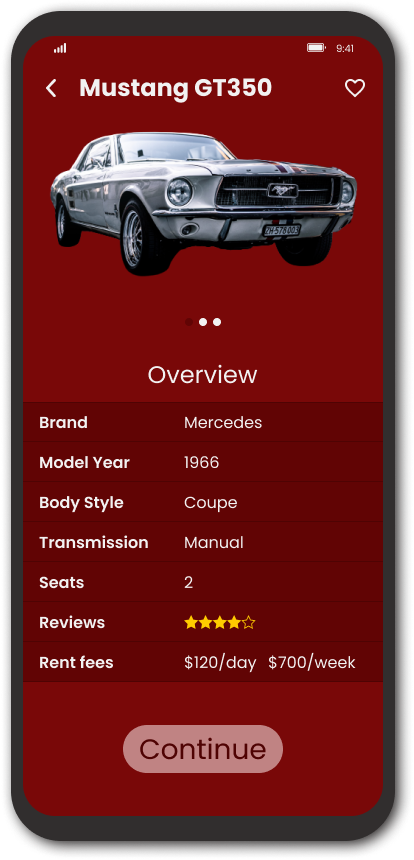 9:41
Mustang GT350
ZH·578003
Overview
Brand Mercedes
Model Year 1966
Body Style Coupe
Transmission Manual
Seats 2
Reviews
Rent fees $120/day $700/week
Continue